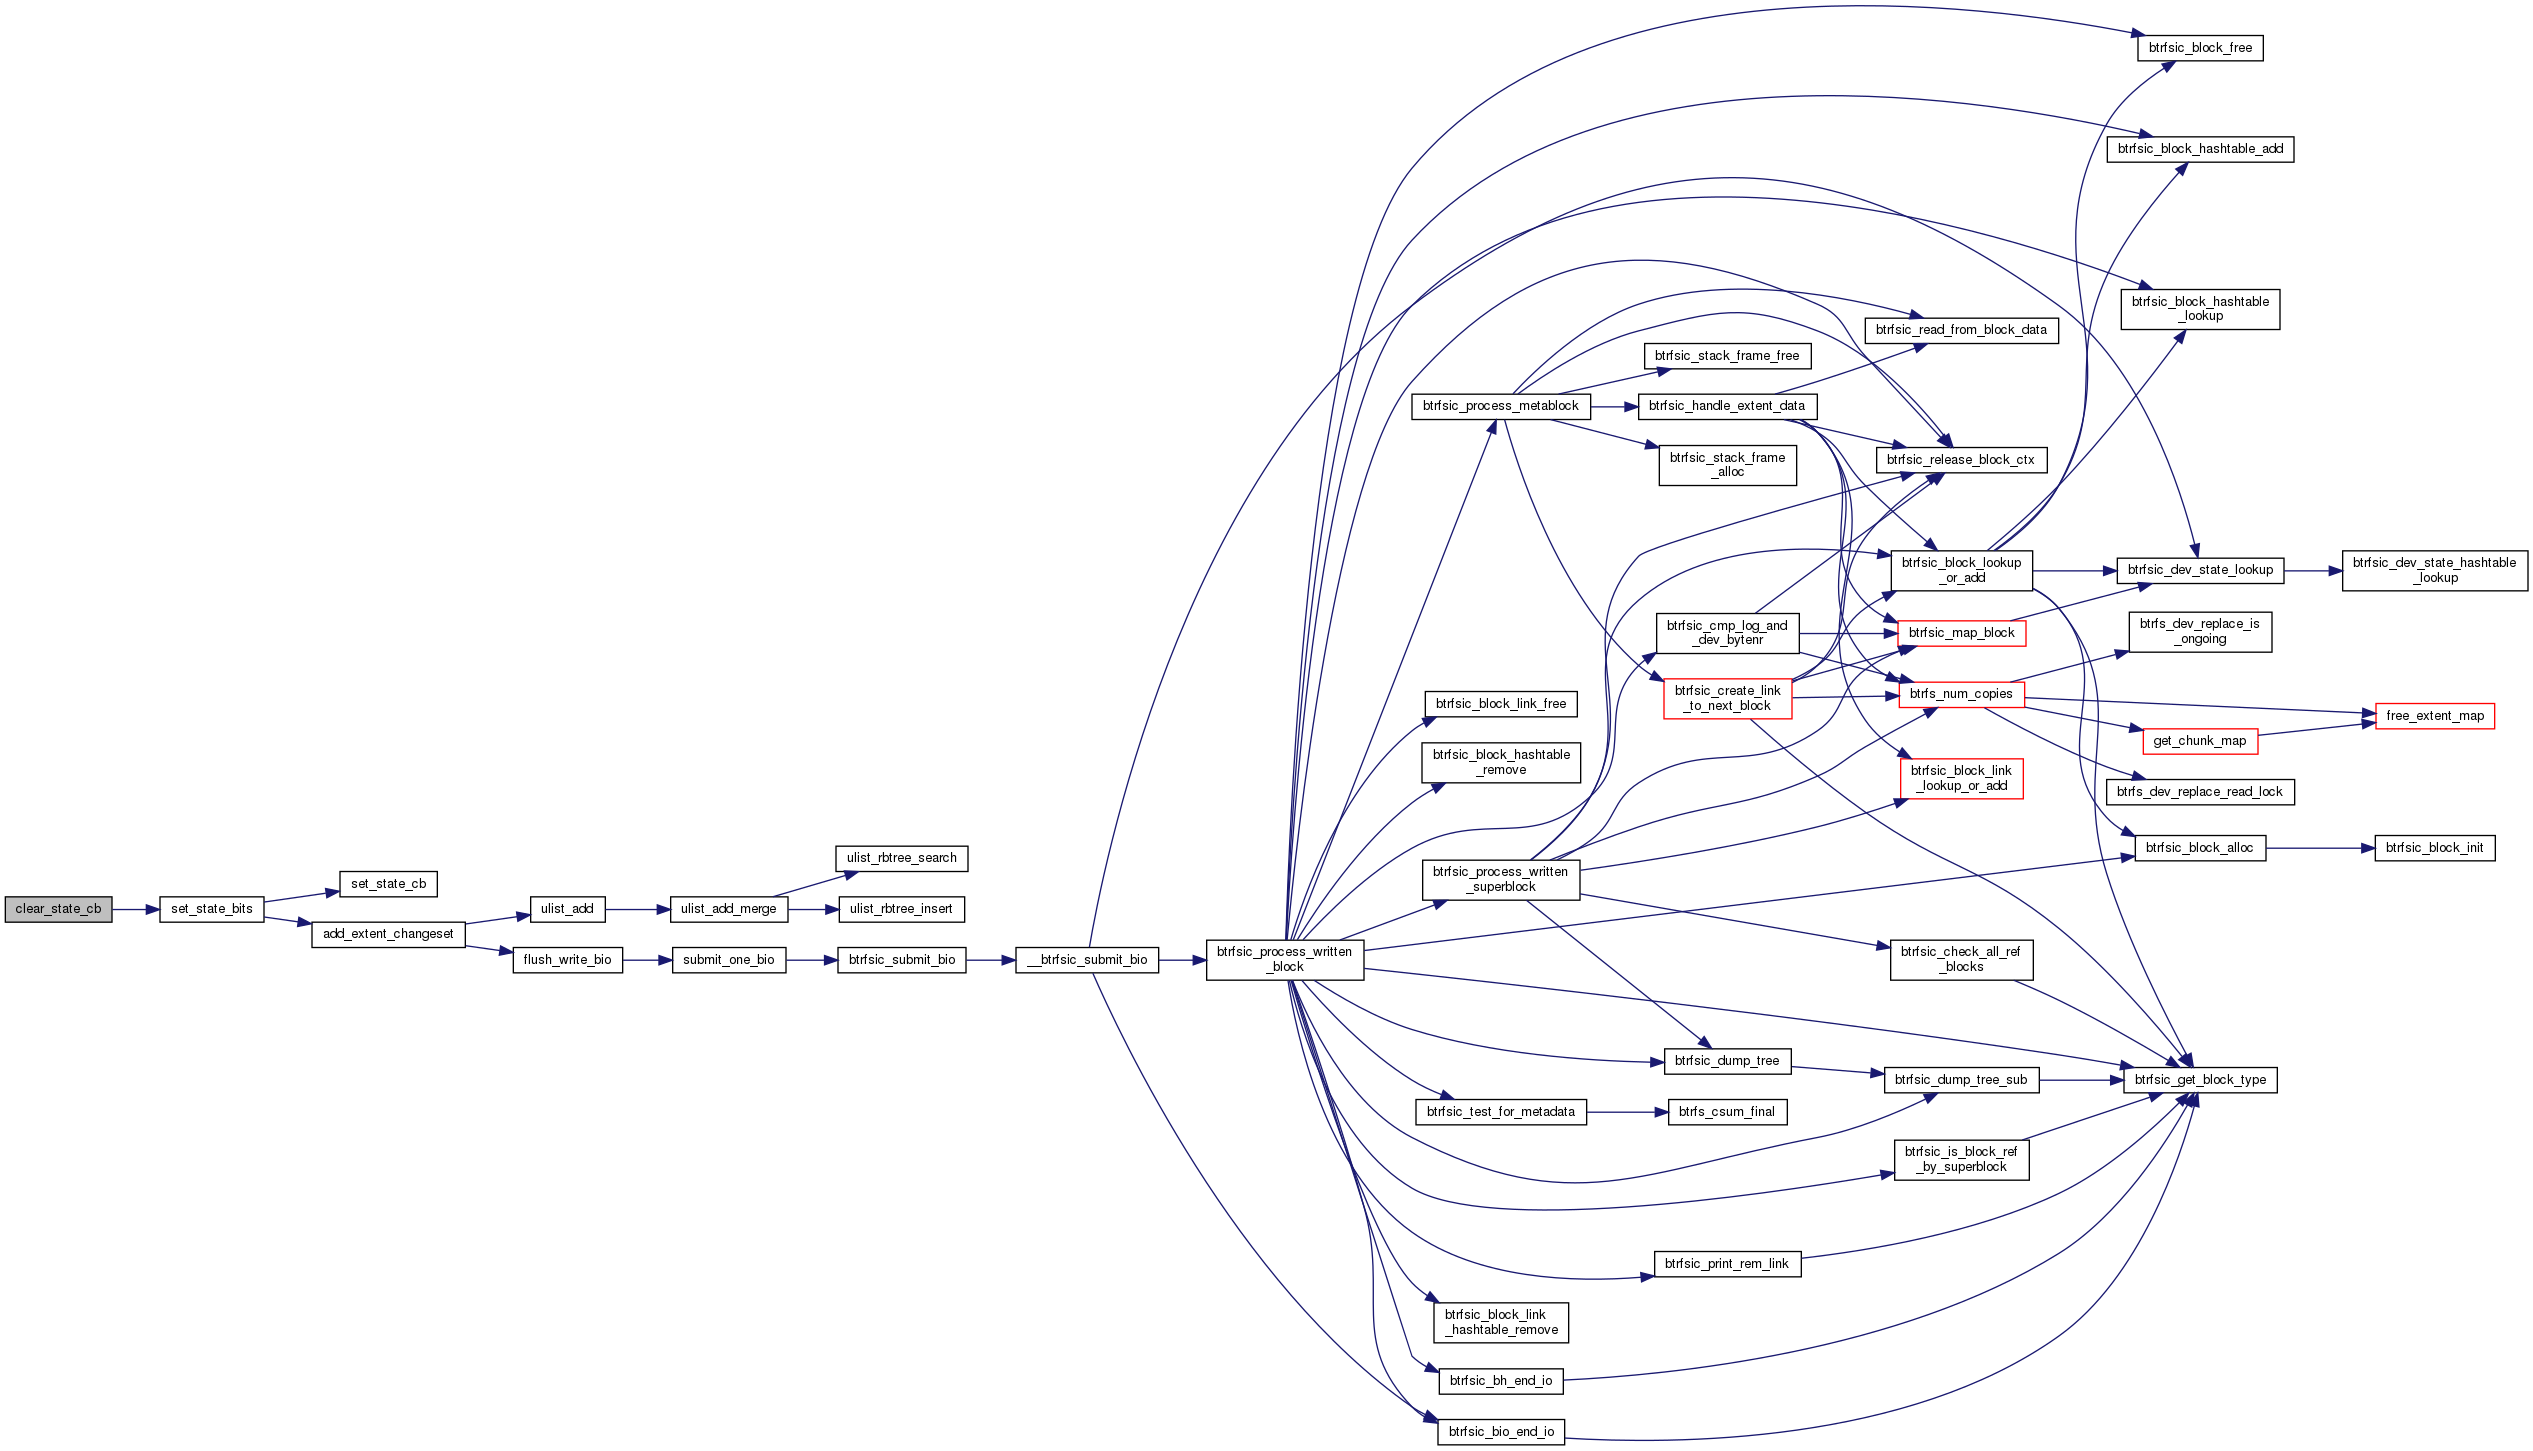 clear_state_cb
set_state_bits
set_state_cb
add_extent_changeset
ulist_add
flush_write_bio
ulist_add_merge
submit_one_bio
ulist_rbtree_search
ulist_rbtree_insert
btrfsic_submit_bio
__btrfsic_submit_bio
btrfsic_process_written
_block
btrfsic_process_metablock
btrfsic_block_link_free
btrfsic_block_hashtable
_remove
btrfsic_process_written
_superblock
btrfsic_test_for_metadata
btrfsic_block_link
_hashtable_remove
btrfsic_bh_end_io
btrfsic_bio_end_io
btrfsic_stack_frame_free
btrfsic_handle_extent_data
btrfsic_stack_frame
_alloc
btrfsic_cmp_log_and
_dev_bytenr
btrfsic_create_link
_to_next_block
btrfsic_dump_tree
btrfs_csum_final
btrfsic_print_rem_link
btrfsic_read_from_block_data
btrfsic_release_block_ctx
btrfsic_block_lookup
_or_add
btrfsic_map_block
btrfs_num_copies
btrfsic_block_link
_lookup_or_add
btrfsic_check_all_ref
_blocks
btrfsic_dump_tree_sub
btrfsic_is_block_ref
_by_superblock
btrfsic_block_free
btrfsic_block_hashtable_add
btrfsic_block_hashtable
_lookup
btrfsic_dev_state_lookup
btrfs_dev_replace_is
_ongoing
get_chunk_map
btrfs_dev_replace_read_lock
btrfsic_block_alloc
btrfsic_get_block_type
btrfsic_dev_state_hashtable
_lookup
free_extent_map
btrfsic_block_init